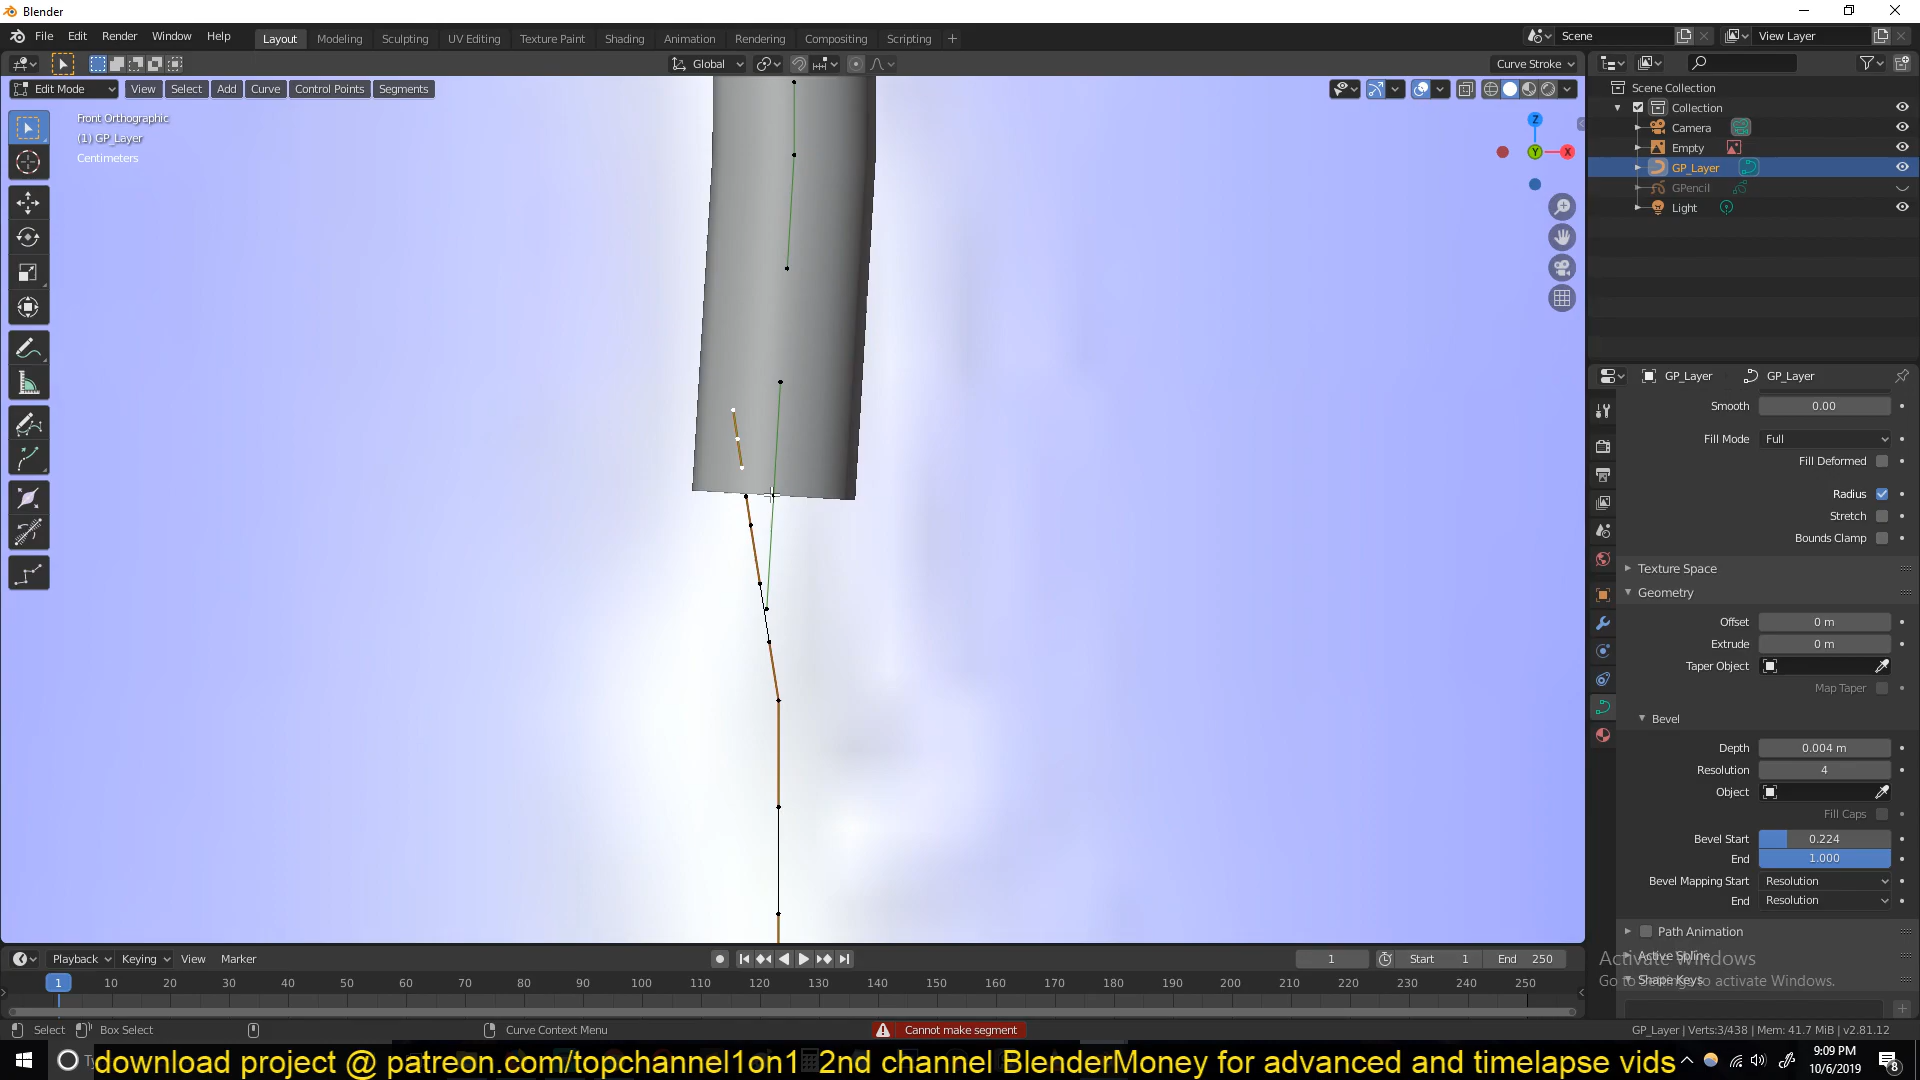 Blender
File Edit Render Window Help
Layout Modeling Sculpting UV Editing Texture Paint Shading Animation Rendering Compositing Scripting +
Scene
View Layer
Global
Curve Stroke
Edit Mode View Select Add Curve Control Points Segments
Front Orthographic
(1) GP_Layer
Centimeters
Z
Y
X
Scene Collection
Collection
Camera
Empty
GP_Layer
GPencil
Light
GP_Layer GP_Layer
Smooth 0.00
Fill Mode Full
Fill Deformed
Radius
Stretch
Bounds Clamp
Texture Space
Geometry
Offset 0 m
Extrude 0 m
Taper Object
Map Taper
Bevel
Depth 0.004 m
Resolution 4
Object
Fill Caps
Bevel Start 0.224
End 1.000
Bevel Mapping Start Resolution
End Resolution
Path Animation
Active Spline
Shape Keys
Activate Windows
Go to Settings to activate Windows.
Playback Keying View Marker
1 Start 1 End 250
1 10 20 30 40 50 60 70 80 90 100 110 120 130 140 150 160 170 180 190 200 210 220 230 240 250
Select Box Select Curve Context Menu Cannot make segment GP_Layer | Verts:3/438 | Mem: 41.7 MiB | v2.81.12
download project @ patreon.com/topchannel1on1 2nd channel BlenderMoney for advanced and timelapse vids
9:09 PM
10/6/2019
8